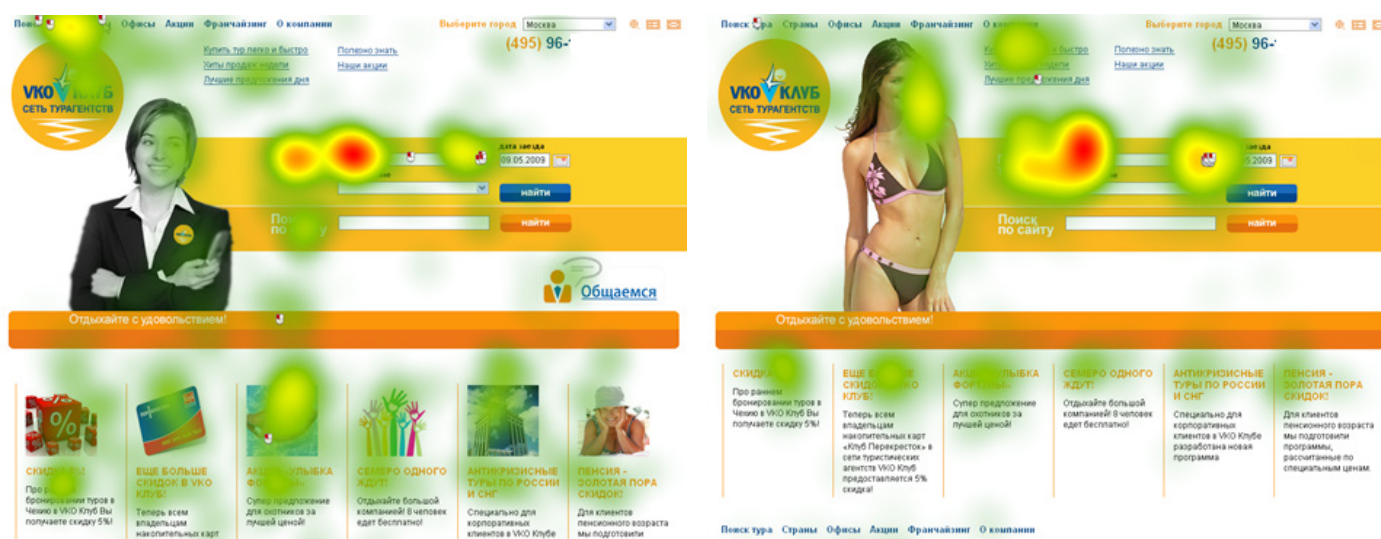 Офисы Акции Франчайзинг О компании
Выберите город Москва
(495) 96-
Купить тур легко и быстро
Полезно знать
Хиты продаж недели
Наши акции
Лучшие предложения дня
VKO КЛУБ
СЕТЬ ТУРАГЕНТСТВ
дата заезда
09.05.2009
найти
найти
Общаемся
Отдыхайте с удовольствием!
ЕЩЕ БОЛЬШЕ СКИДОК В VKO КЛУБ!
Теперь всем владельцам накопительных карт
Супер предложение для охотников за лучшей ценой!
СЕМЕРО ОДНОГО ЖДУТ!
Отдыхайте большой компанией! 8 человек едет бесплатно!
АНТИКРИЗИСНЫЕ ТУРЫ ПО РОССИИ И СНГ
Специально для корпоративных клиентов в VKO Клубе
ПЕНСИЯ - ЗОЛОТАЯ ПОРА СКИДОК!
Для клиентов пенсионного возраста мы подготовили
бронировании туров в Чехию в VKO Клуб Вы получаете скидку 5%!
Страны Офисы Акции Франчайзинг
Выберите город Москва
(495) 96-
Полезно знать
Наши акции
VKO КЛУБ
СЕТЬ ТУРАГЕНТСТВ
найти
Поиск
по сайту
найти
Отдыхайте с удовольствием!
Про раннем
бронировании туров в
Чехию в VKO Клуб Вы
получаете скидку 5%!
Теперь всем
владельцам
накопительных карт
«Клуб Перекресток» в
сети туристических
агентств VKO Клуб
предоставляется 5%
скидка!
Супер предложение
для охотников за
лучшей ценой!
СЕМЕРО ОДНОГО
ЖДУТ!
Отдыхайте большой
компанией! 8 человек
едет бесплатно!
АНТИКРИЗИСНЫЕ
ТУРЫ ПО РОССИИ
И СНГ
Специально для
корпоративных
клиентов в VKO Клубе
разработана новая
программа
ПЕНСИЯ -
ЗОЛОТАЯ ПОРА
СКИДОК!
Для клиентов
пенсионного возраста
мы подготовили
программы,
рассчитанные по
специальным ценам.
Поиск тура Страны Офисы Акции Франчайзинг О компании